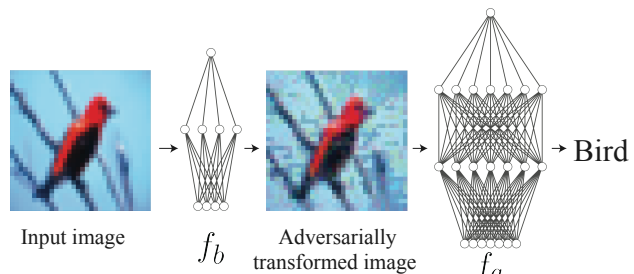 Bird
Input image
f_b
Adversarially
transformed image
f_a